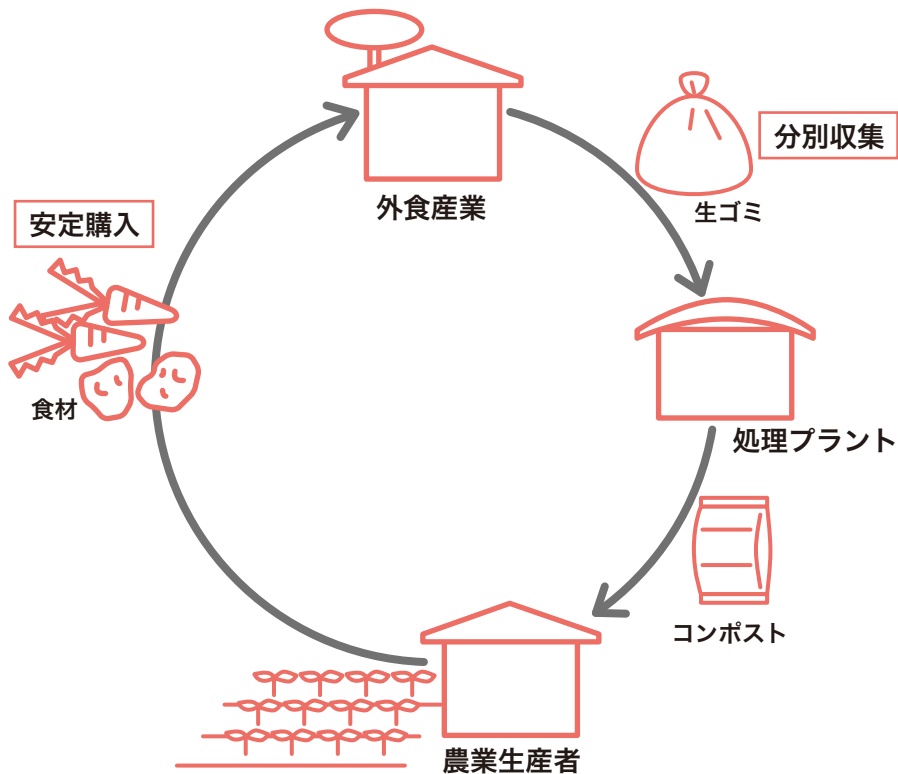 外食産業
分別収集
生ゴミ
安定購入
食材
処理プラント
コンポスト
農業生産者